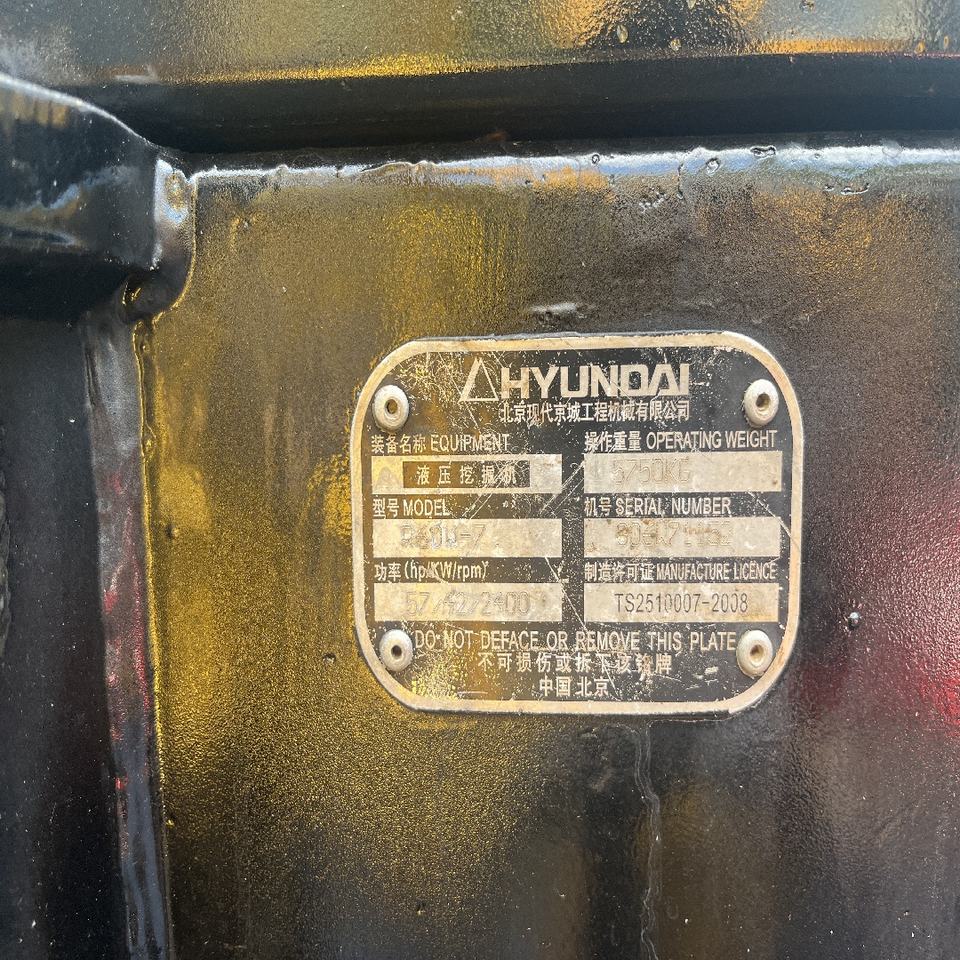 HYUNDAI
北京现代京城工程机械有限公司
装备名称 EQUIPMENT
操作重量 OPERATING WEIGHT
液压挖掘机
5750KG
型号 MODEL
机号 SERIAL NUMBER
功率 (hp/KW/rpm)
制造许可证 MANUFACTURE LICENCE
57/42/2400
TS2510007-2008
DO NOT DEFACE OR REMOVE THIS PLATE
不可损伤或拆下该铭牌
中国 北京